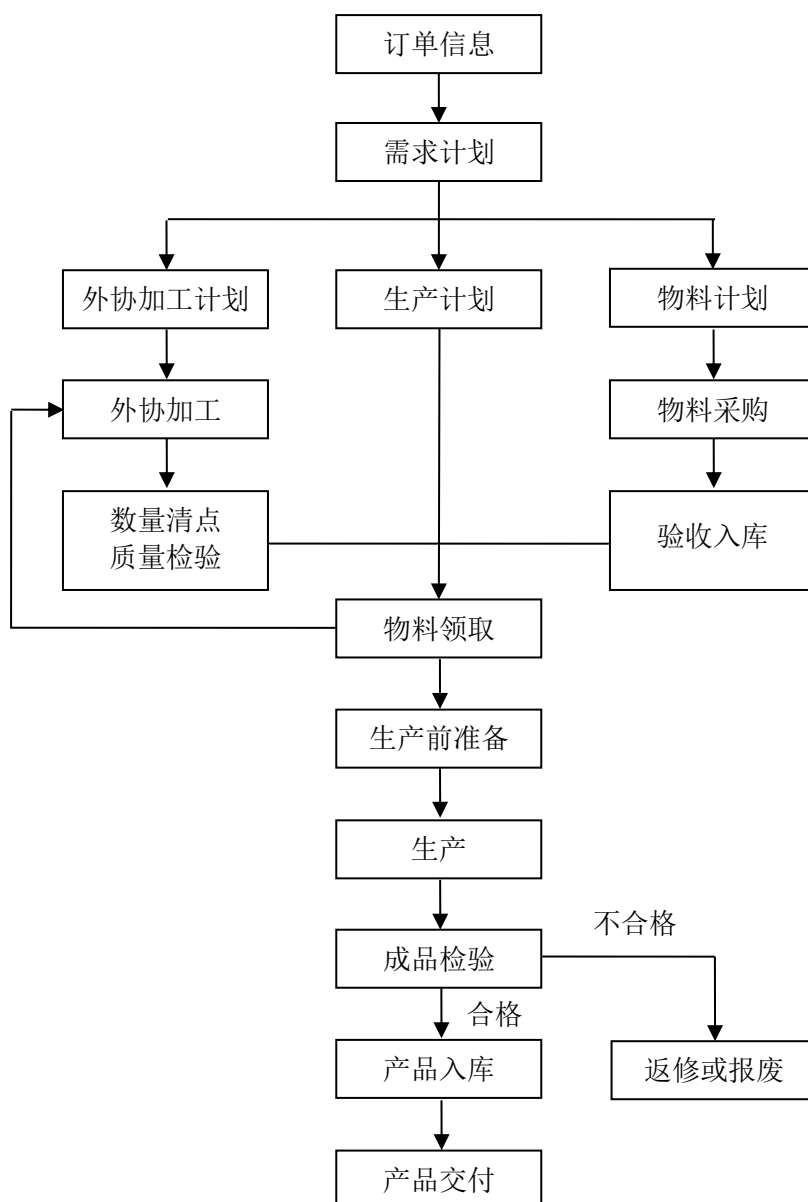 订单信息
需求计划
外协加工计划
生产计划
物料计划
外协加工
物料采购
数量清点
质量检验
验收入库
物料领取
生产前准备
生产
不合格
成品检验
合格
产品入库
返修或报废
产品交付